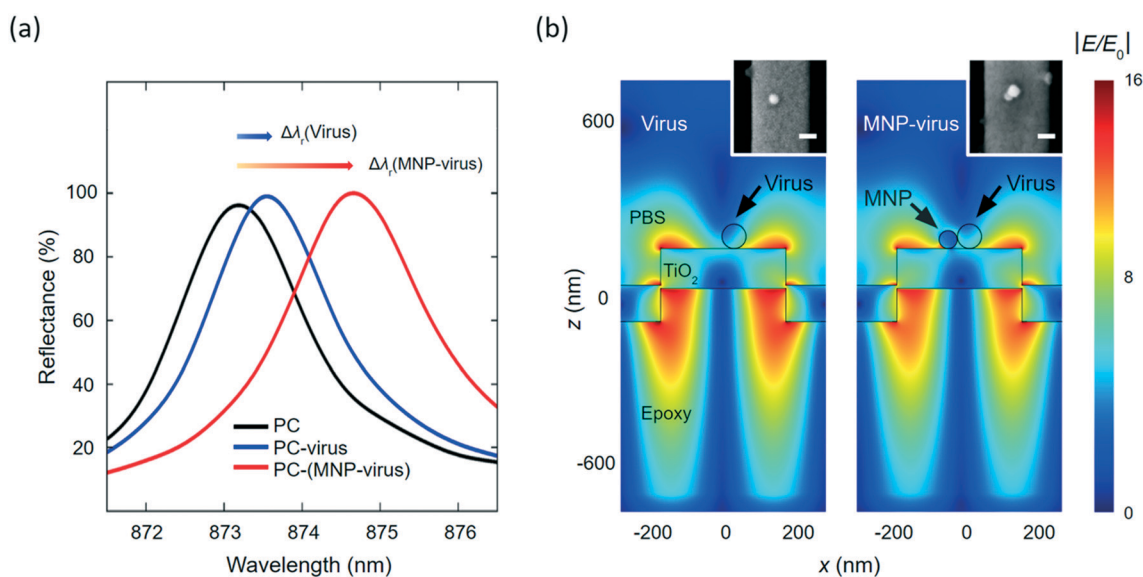 (a)
Δλr(Virus)
Δλr(MNP-virus)
100
80
60
40
20
Reflectance (%)
PC
PC-virus
PC-(MNP-virus)
872
873
874
875
876
Wavelength (nm)
(b)
|E/E0|
Virus
MNP-virus
16
8
0
600
0
-600
z (nm)
PBS
Virus
TiO2
Epoxy
MNP
Virus
-200
0
200
-200
0
200
x (nm)